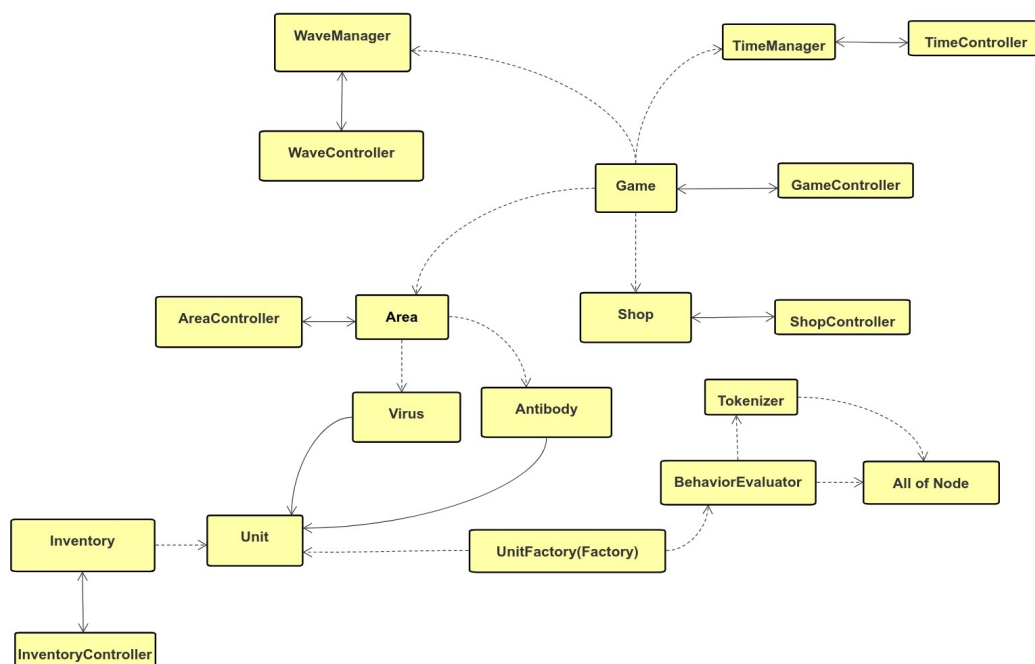 WaveManager
TimeManager
TimeController
WaveController
Game
GameController
AreaController
Area
Shop
ShopController
Virus
Antibody
Tokenizer
BehaviorEvaluator
All of Node
Inventory
Unit
UnitFactory(Factory)
InventoryController